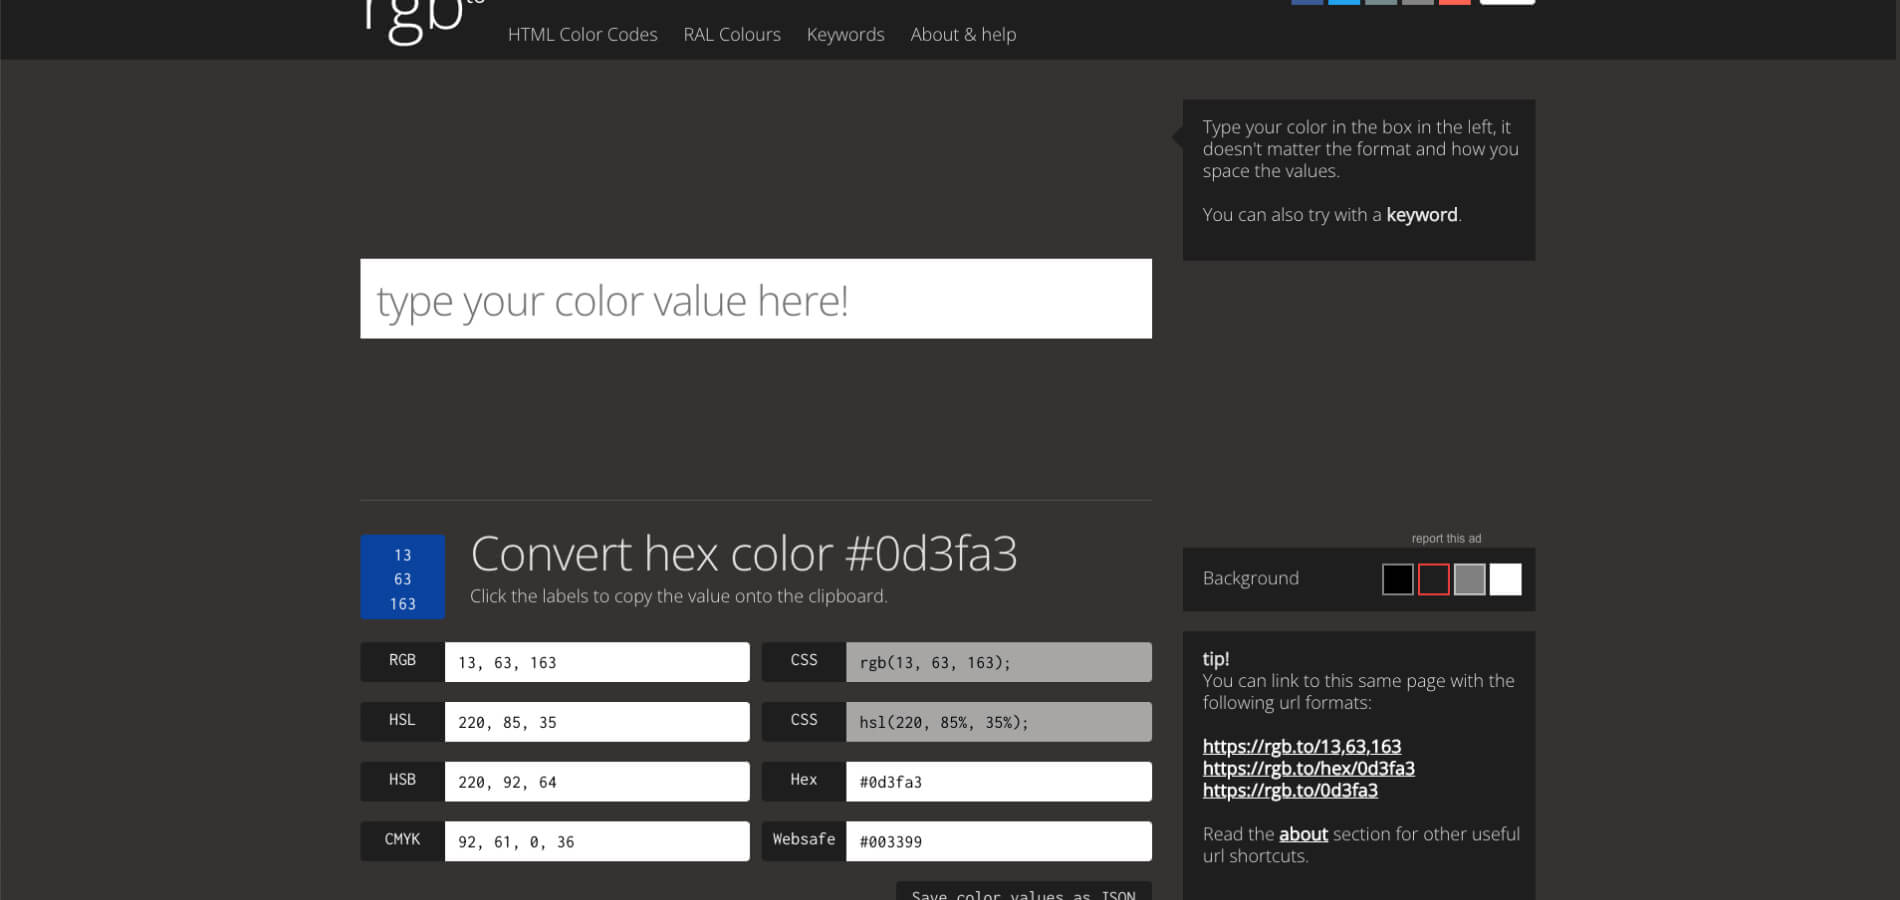 rgb to
HTML Color Codes
RAL Colours
Keywords
About & help
Type your color in the box in the left, it
doesn't matter the format and how you
space the values.
You can also try with a keyword.
type your color value here!
13
63
163
Convert hex color #0d3fa3
Click the labels to copy the value onto the clipboard.
report this ad
Background
RGB
13, 63, 163
CSS
rgb(13, 63, 163);
HSL
220, 85, 35
CSS
hsl(220, 85%, 35%);
HSB
220, 92, 64
Hex
#0d3fa3
CMYK
92, 61, 0, 36
Websafe
#003399
Save color values as JSON
tip!
You can link to this same page with the
following url formats:
https://rgb.to/13,63,163
https://rgb.to/hex/0d3fa3
https://rgb.to/0d3fa3
Read the about section for other useful
url shortcuts.